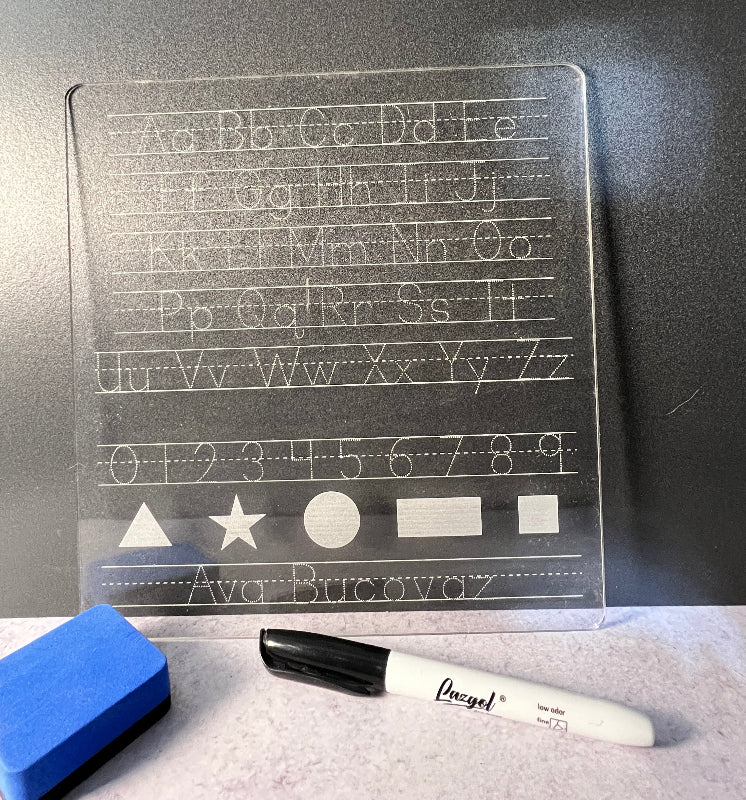 Aa Bb Cc Dd Ee
Ff Gg Hh Ii Jj
Kk Ll Mm Nn Oo
Pp Qq Rr Ss Tt
Uu Vv Ww Xx Yy Zz
0 1 2 3 4 5 6 7 8 9
Ava Bucovaz
Lazgol®
low odor
fine